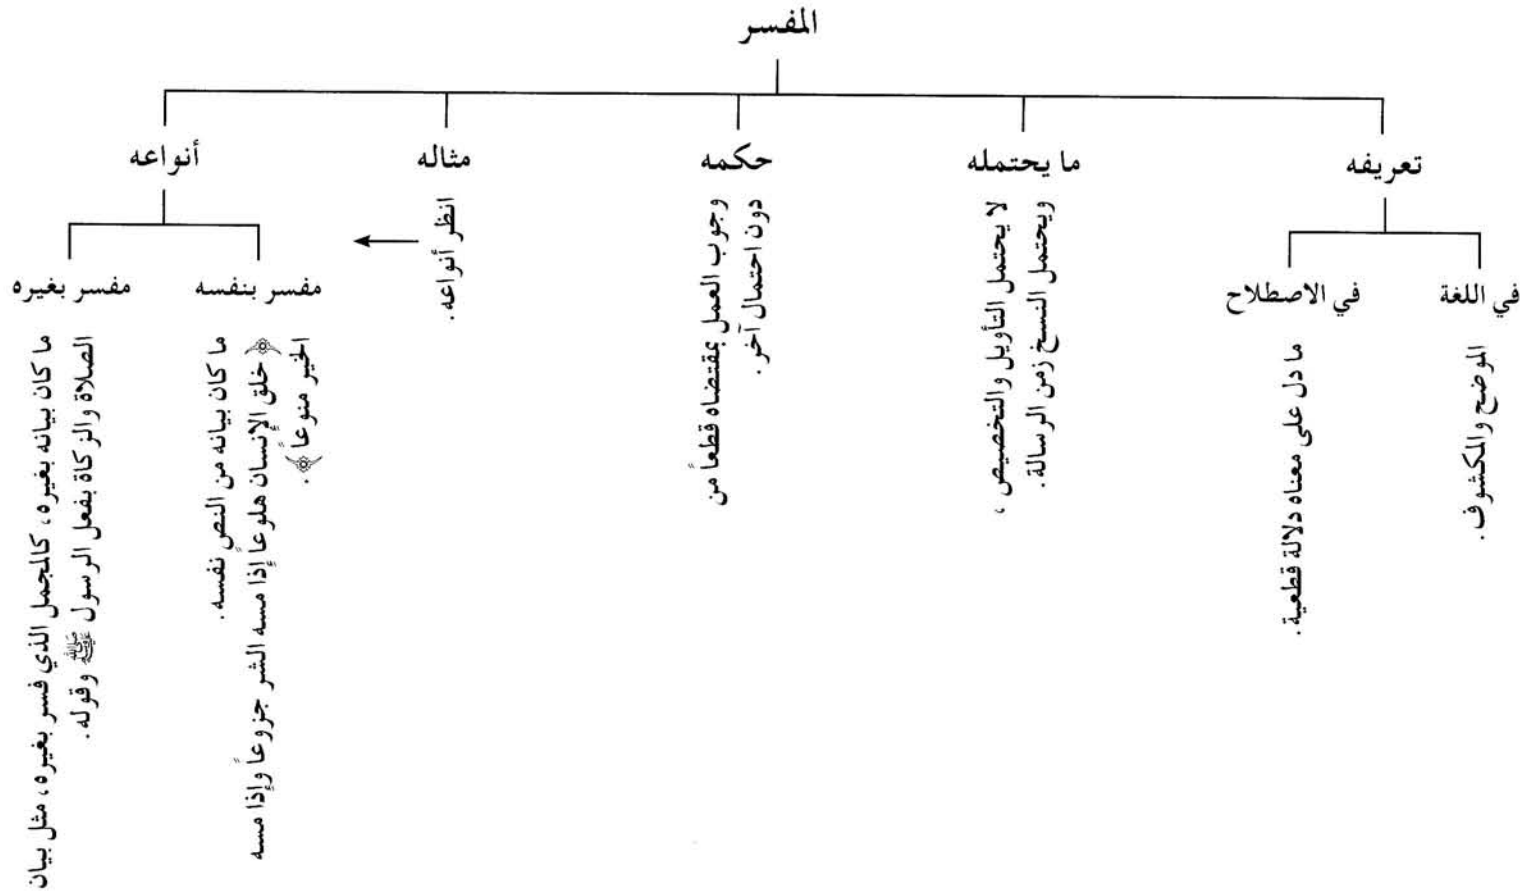 المفسر
تعريفه
في اللغة
الموضح والمكشوف.
في الاصطلاح
ما دل على معناه دلالة قطعية.
ما يحتمله
لا يحتمل التأويل والتخصيص،
ويحتمل النسخ زمن الرسالة.
حكمه
وجوب العمل بمقتضاه قطعاً من
دون احتمال آخر.
مثاله
انظر أنواعه.
أنواعه
مفسر بنفسه
ما كان بيانه من النص نفسه.
﴿خلق الإنسان هلوعاً إذا مسه الشر جزوعاً وإذا مسه
الخير منوعاً﴾.
مفسر بغيره
ما كان بيانه بغيره، كالمجمل الذي فسر بغيره، مثل بيان
الصلاة والزكاة بفعل الرسول ﷺ وقوله.